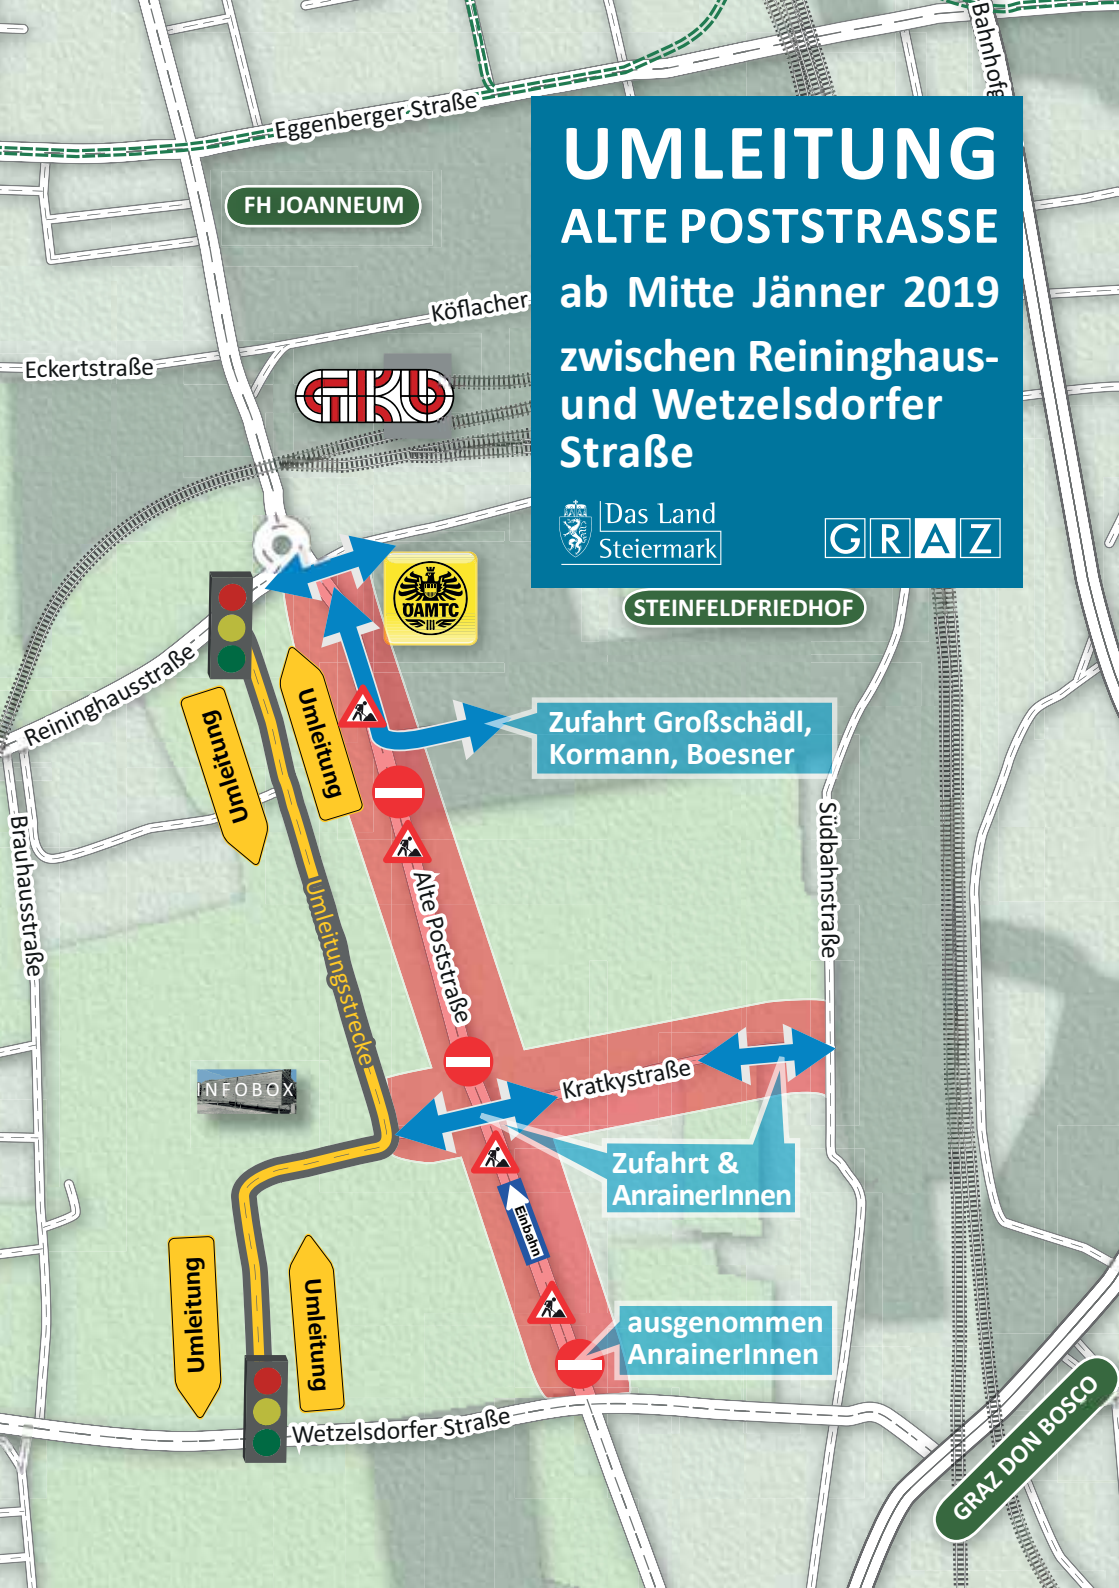 Bahnhofg
Eggenberger-Straße
UMLEITUNG
ALTE POSTSTRASSE
ab Mitte Jänner 2019
zwischen Reininghaus-
und Wetzelsdorfer
Straße
Das Land
Steiermark
GRAZ
FH JOANNEUM
Köflacher
Eckertstraße
GKB
ÖAMTC
STEINFELDFRIEDHOF
Reininghausstraße
Umleitung
Umleitung
Zufahrt Großschädl,
Kormann, Boesner
Brauhausstraße
Südbahnstraße
Umleitungsstrecke
Alte Poststraße
INFOBOX
Kratkystraße
Zufahrt &
AnrainerInnen
Einbahn
Umleitung
Umleitung
ausgenommen
AnrainerInnen
Wetzelsdorfer Straße
GRAZ DON BOSCO